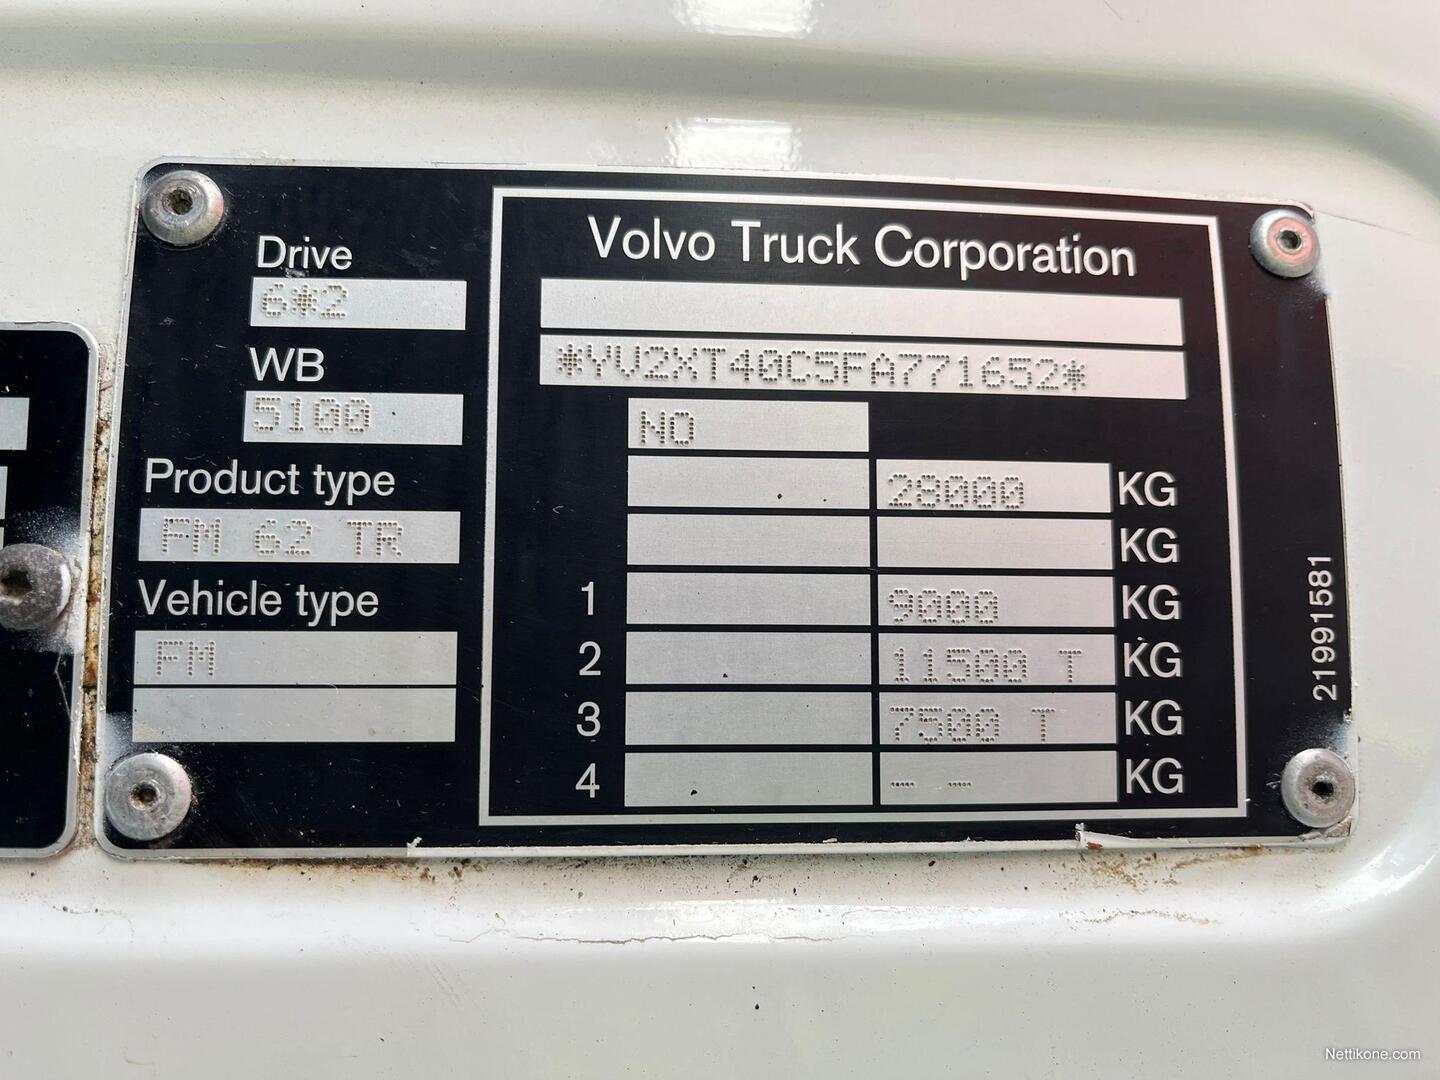 Drive
6*2
WB
5100
Product type
FM 62 TR
Vehicle type
FM
Volvo Truck Corporation
*YV2XT40C5FA771652*
NO
28000 KG
KG
1 9000 KG
2 11500 T KG
3 7500 T KG
4 - - KG
21991581
Nettikone.com